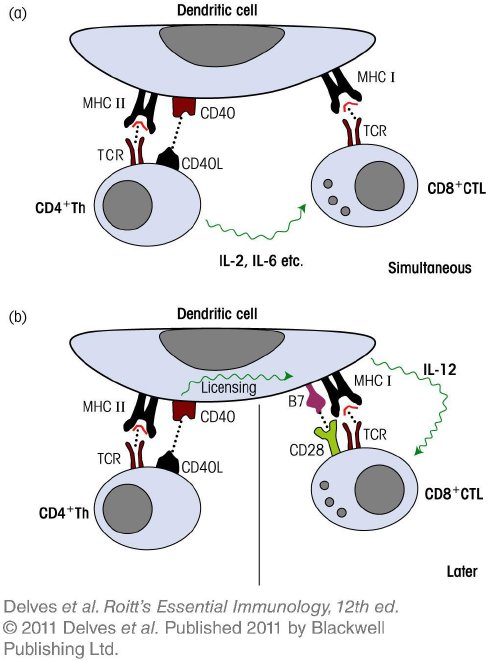 (a)
Dendritic cell
MHC II
CD40
MHC I
TCR
CD40L
TCR
CD4+Th
CD8+CTL
IL-2, IL-6 etc.
Simultaneous
(b)
Dendritic cell
Licensing
IL-12
MHC II
CD40
B7
MHC I
TCR
CD40L
CD28
TCR
CD4+Th
CD8+CTL
Later
Delves et al. Roitt's Essential Immunology, 12th ed.
© 2011 Delves et al. Published 2011 by Blackwell
Publishing Ltd.